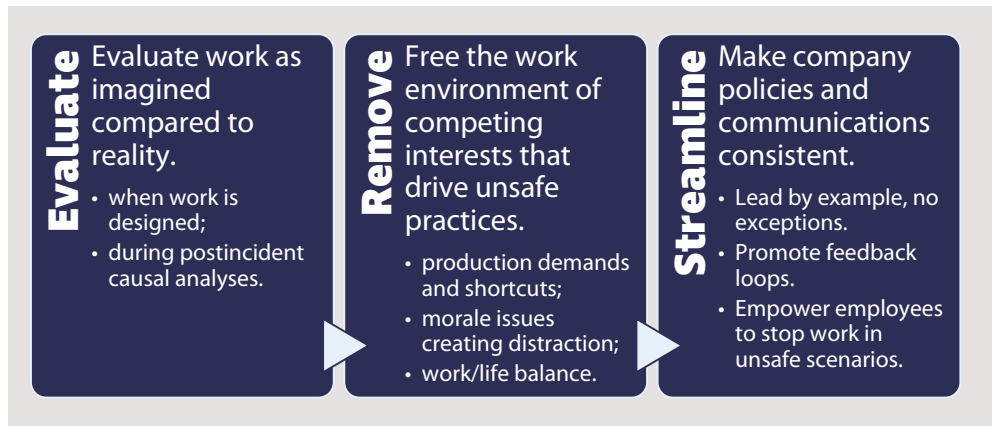 Evaluate
Evaluate work as
imagined
compared to
reality.
• when work is
designed;
• during postincident
causal analyses.
Remove
Free the work
environment of
competing
interests that
drive unsafe
practices.
• production demands
and shortcuts;
• morale issues
creating distraction;
• work/life balance.
Streamline
Make company
policies and
communications
consistent.
• Lead by example, no
exceptions.
• Promote feedback
loops.
• Empower employees
to stop work in
unsafe scenarios.